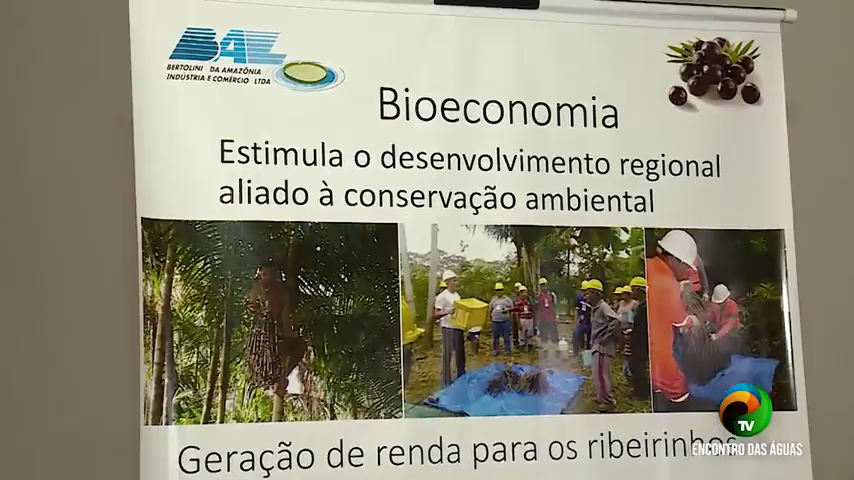 BAL
BERTOLINI DA AMAZÔNIA
INDÚSTRIA E COMÉRCIO LTDA
Bioeconomia
Estimula o desenvolvimento regional
aliado à conservação ambiental
Geração de renda para os ribeirinhos
TV
ENCONTRO DAS ÁGUAS